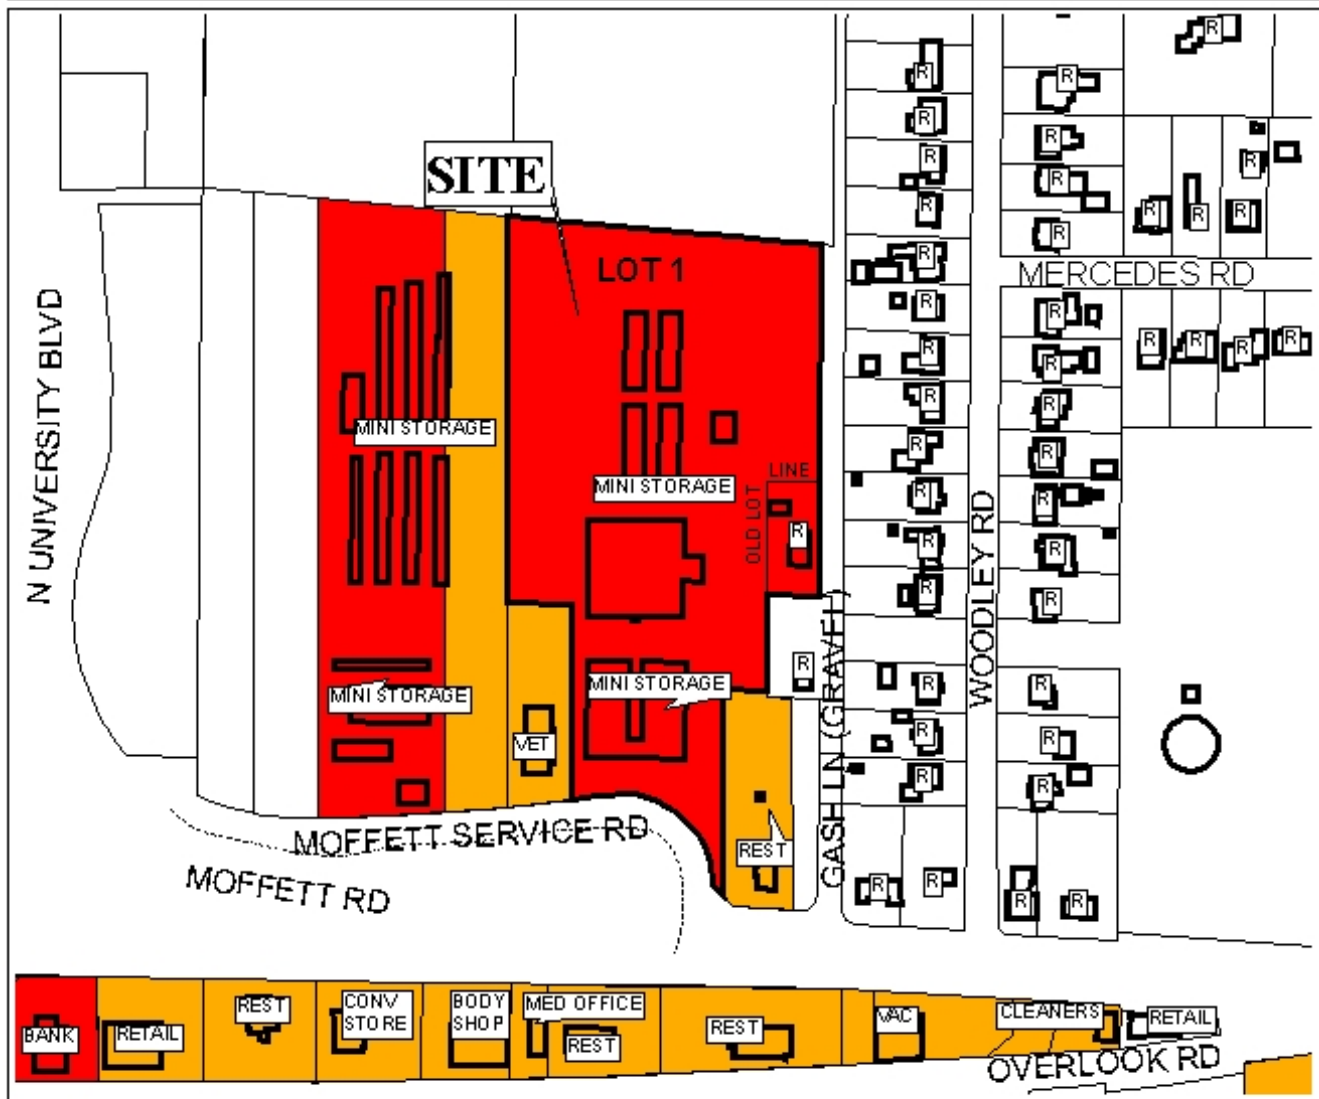 R
R
R
R
R
R
R
SITE
R
R
R
R
R
R
R
R
LOT 1
MERCEDES RD
R
R
R
R
R
R
R
R
R
R
R
MINI STORAGE
R
R
LINE
MINI STORAGE
R
R
OLD LOT
R
R
R
R
R
N UNIVERSITY BLVD
WOODLEY RD
GASH LN (GRAVEL)
R
MINI STORAGE
MINI STORAGE
R
R
VET
R
R
R
R
MOFFETT SERVICE RD
REST
MOFFETT RD
R
R
R
R
BANK
RETAIL
REST
CONV
STORE
BODY
SHOP
MED OFFICE
REST
REST
VAC
CLEANERS
RETAIL
OVERLOOK RD